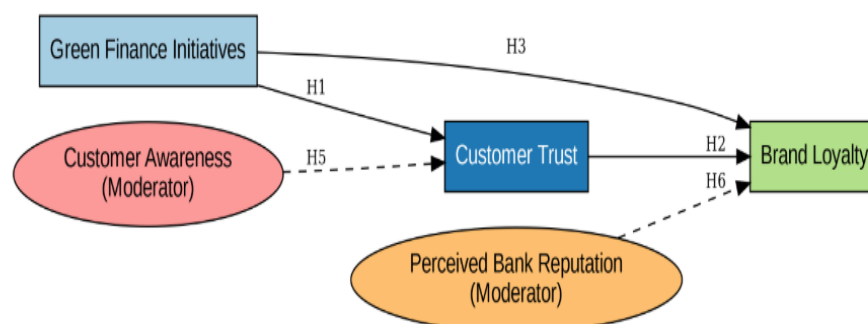 Green Finance Initiatives
H3
H1
Customer Awareness
(Moderator)
H5
Customer Trust
H2
Brand Loyalty
H6
Perceived Bank Reputation
(Moderator)